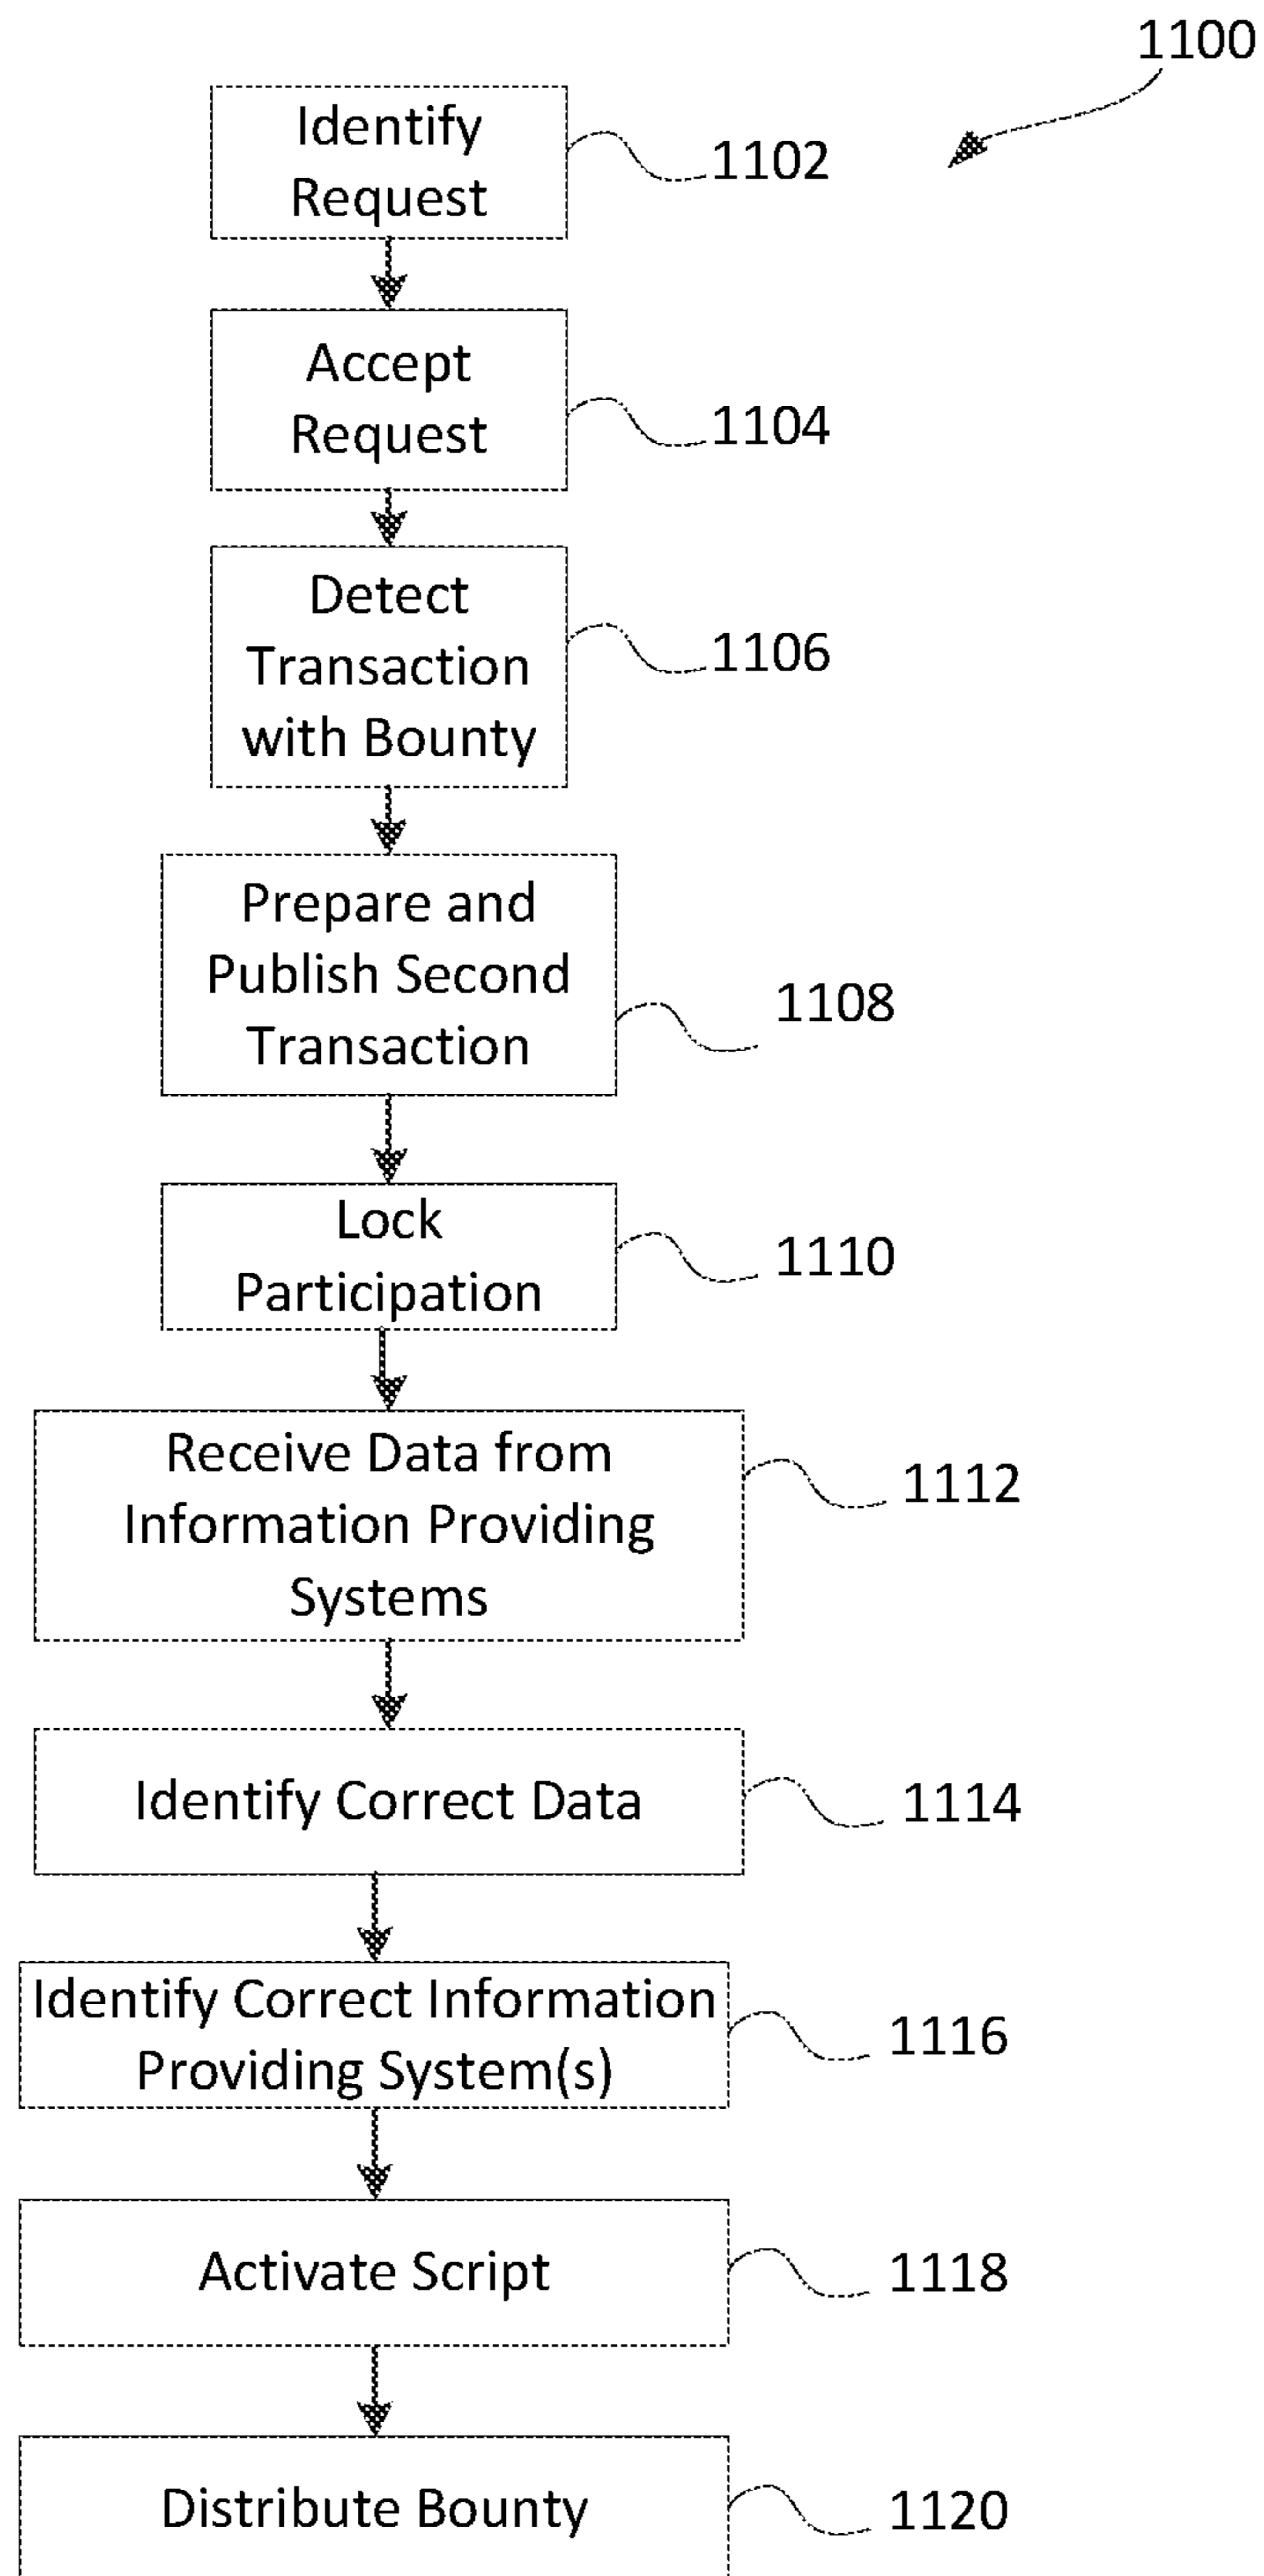 1100
Identify
Request
1102
Accept
Request
1104
Detect
Transaction
with Bounty
1106
Prepare and
Publish Second
Transaction
1108
Lock
Participation
1110
Receive Data from
Information Providing
Systems
1112
Identify Correct Data
1114
Identify Correct Information
Providing System(s)
1116
Activate Script
1118
Distribute Bounty
1120